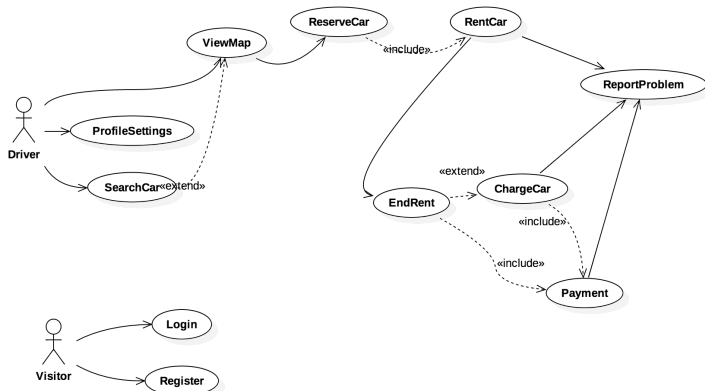 ReserveCar
RentCar
ViewMap
«include»
ReportProblem
ProfileSettings
Driver
«extend»
ChargeCar
SearchCar«extend»
EndRent
«include»
«include»
Payment
Login
Visitor
Register